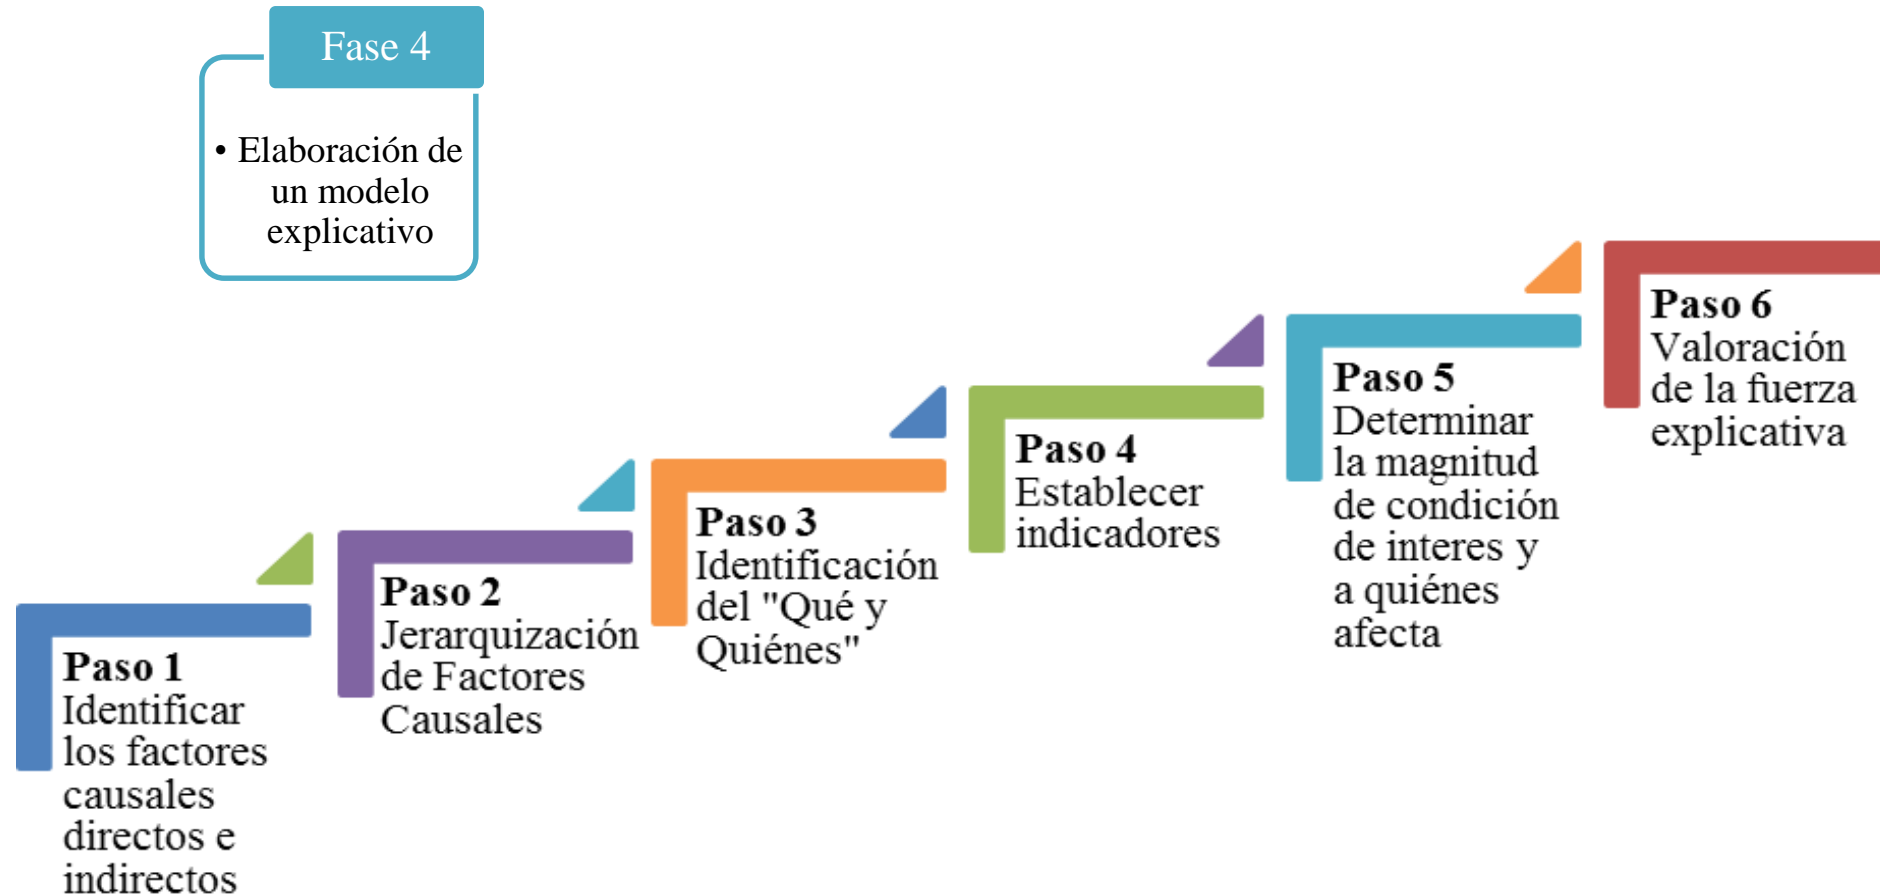 Fase 4
• Elaboración de
un modelo
explicativo
Paso 1
Identificar
los factores
causales
directos e
indirectos
Paso 2
Jerarquización
de Factores
Causales
Paso 3
Identificación
del "Qué y
Quiénes"
Paso 4
Establecer
indicadores
Paso 5
Determinar
la magnitud
de condición
de interes y
a quiénes
afecta
Paso 6
Valoración
de la fuerza
explicativa